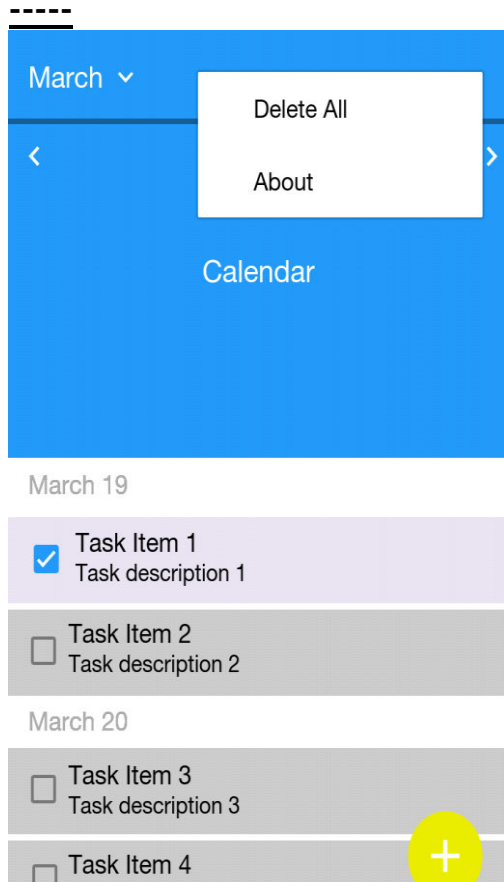 -----
March
Delete All
About
Calendar
March 19
Task Item 1
Task description 1
Task Item 2
Task description 2
March 20
Task Item 3
Task description 3
Task Item 4